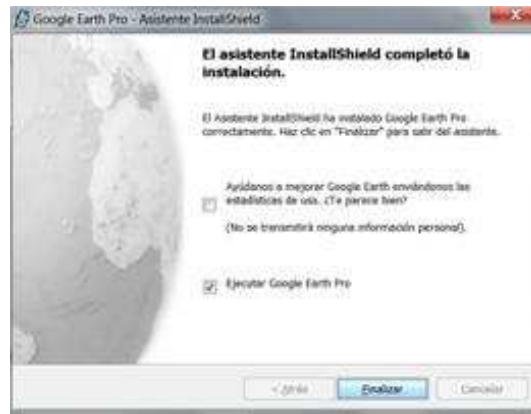 Google Earth Pro - Asistente InstallShield
El asistente InstallShield completó la
instalación.
El Asistente InstallShield ha instalado Google Earth Pro
correctamente. Haz clic en "Finalizar" para salir del asistente.
Ayúdanos a mejorar Google Earth enviándonos las
estadísticas de uso. ¿Te parece bien?
(No se transmitirá ninguna información personal).
Ejecutar Google Earth Pro
< Atrás
Finalizar
Cancelar